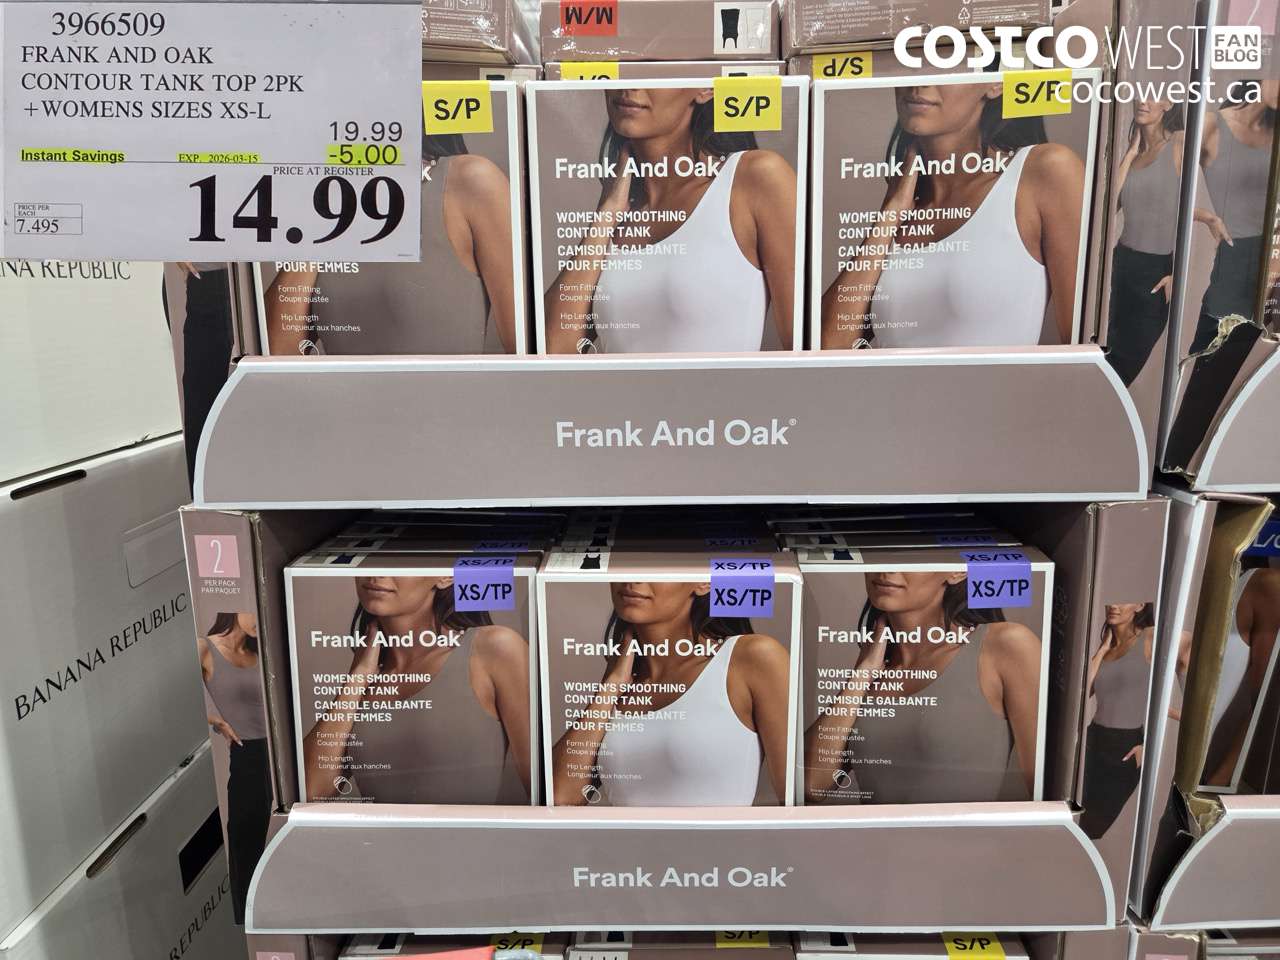 3966509
FRANK AND OAK
CONTOUR TANK TOP 2PK
+WOMENS SIZES XS-L
19.99
Instant Savings EXP. 2026-03-15 -5.00
PRICE AT REGISTER
14.99
PRICE PER
EACH
7.495
COSTCO WEST FAN BLOG
cocowest.ca
M/M
S/P
S/P
S/P
S/P
POUR FEMMES
Form Fitting
Coupe ajustée
Hip Length
Longueur aux hanches
Frank And Oak
WOMEN'S SMOOTHING
CONTOUR TANK
CAMISOLE GALBANTE
POUR FEMMES
Form Fitting
Coupe ajustée
Hip Length
Longueur aux hanches
Frank And Oak
WOMEN'S SMOOTHING
CONTOUR TANK
CAMISOLE GALBANTE
POUR FEMMES
Form Fitting
Coupe ajustée
Hip Length
Longueur aux hanches
NA REPUBLIC
Frank And Oak®
2
PER PACK
PAR PAQUET
XS/TP
XS/TP
XS/TP
XS/TP
XS/TP
Frank And Oak
WOMEN'S SMOOTHING
CONTOUR TANK
CAMISOLE GALBANTE
POUR FEMMES
Form Fitting
Coupe ajustée
Hip Length
Longueur aux hanches
Frank And Oak
WOMEN'S SMOOTHING
CONTOUR TANK
CAMISOLE GALBANTE
POUR FEMMES
Form Fitting
Coupe ajustée
Hip Length
Longueur aux hanches
Frank And Oak
WOMEN'S SMOOTHING
CONTOUR TANK
CAMISOLE GALBANTE
POUR FEMMES
Form Fitting
Coupe ajustée
Hip Length
Longueur aux hanches
BANANA REPUBLIC
Frank And Oak®
REPUBLIC
S/P
S/P
S/P